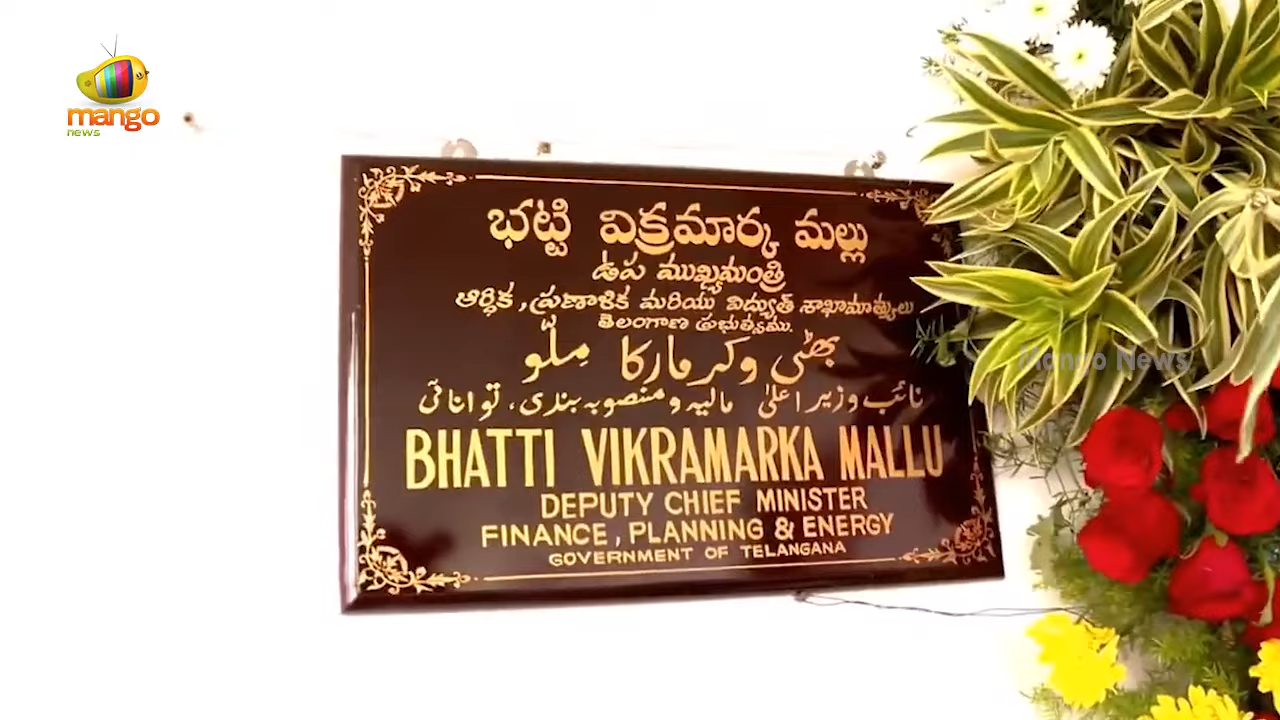 mango
news
భట్టి విక్రమార్క మల్లు
ఉప ముఖ్యమంత్రి
ఆర్థిక, ప్రణాళిక మరియు విద్యుత్ శాఖామాత్యులు
తెలంగాణ ప్రభుత్వము.
بھٹی وکرمارکا مِلّو
نائب وزیر اعلیٰ مالیہ و منصوبہ بندی، توانائی
BHATTI VIKRAMARKA MALLU
DEPUTY CHIEF MINISTER
FINANCE, PLANNING & ENERGY
GOVERNMENT OF TELANGANA
Mango News